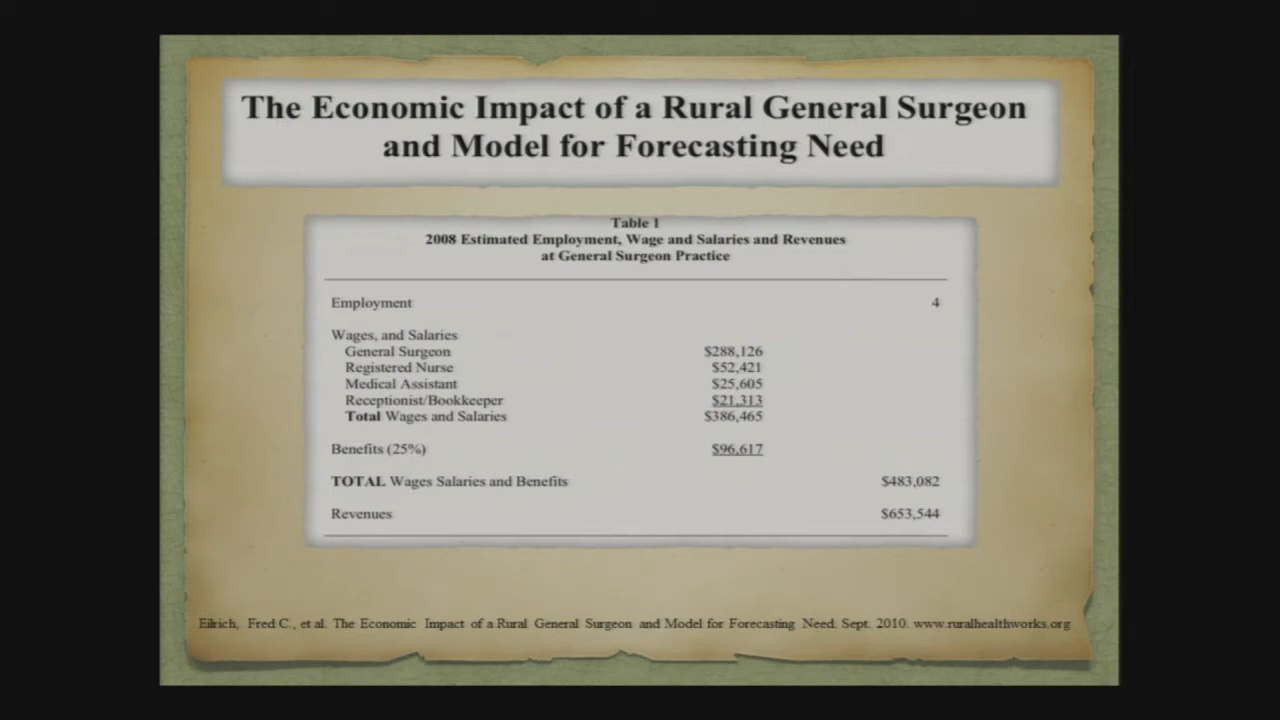 The Economic Impact of a Rural General Surgeon
and Model for Forecasting Need
Table 1
2008 Estimated Employment, Wage and Salaries and Revenues
at General Surgeon Practice
Employment 4
Wages, and Salaries
General Surgeon $288,126
Registered Nurse $52,421
Medical Assistant $25,605
Receptionist/Bookkeeper $21,313
Total Wages and Salaries $386,465
Benefits (25%) $96,617
TOTAL Wages Salaries and Benefits $483,082
Revenues $653,544
Eilrich, Fred C., et al. The Economic Impact of a Rural General Surgeon and Model for Forecasting Need. Sept. 2010. www.ruralhealthworks.org